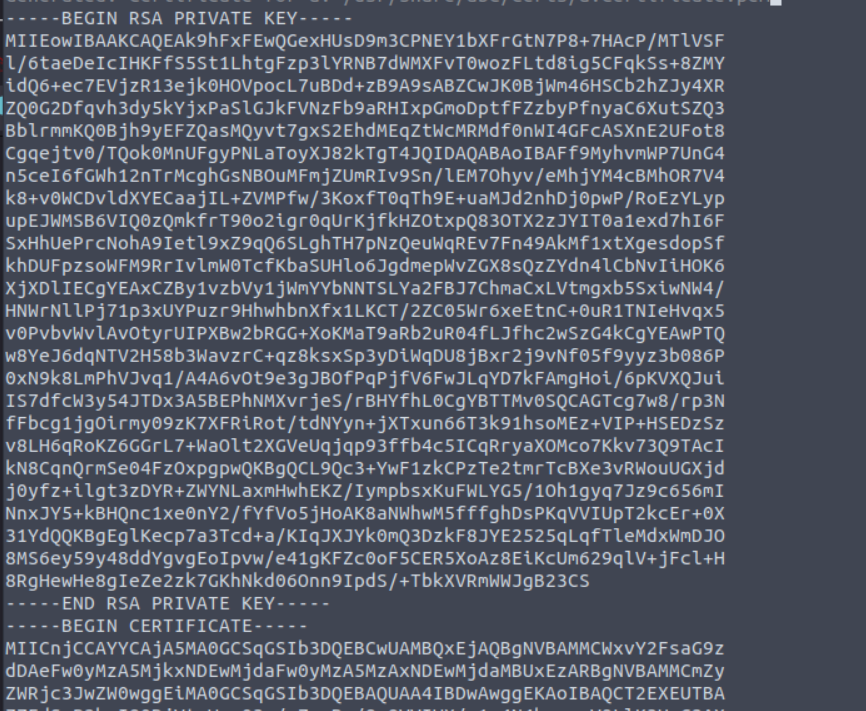 -----BEGIN RSA PRIVATE KEY-----
MIIEowIBAAKCAQEAk9hFxFEwQGexHUsD9m3CPNEY1bXFrGtN7P8+7HAcP/MTlVSF
l/6taeDeIcIHKFfS5St1LhtgFzp3lYRNB7dWMXFvT0wozFLtd8ig5CFqkSs+8ZMY
idQ6+ec7EVjzR13ejk0HOVpocL7uBDd+zB9A9sABZCwJK0BjWm46HSCb2hZJy4XR
ZQ0G2Dfqvh3dy5kYjxPaSlGJkFVNzFb9aRHIxpGmoDptfFZzbyPfnyaC6XutSZQ3
BblrmmKQ0Bjh9yEFZQasMQyvt7gxS2EhdMEqZtWcMRMdf0nWI4GFcASXnE2UFot8
Cgqejtv0/TQok0MnUFgyPNLaToyXJ82kTgT4JQIDAQABAoIBAFf9MyhvmWP7UnG4
n5ceI6fGWh12nTrMcghGsNBOuMFmjZUmRIv9Sn/lEM7Ohyv/eMhjYM4cBMhOR7V4
k8+v0WCDvldXYECaajIL+ZVMPfw/3KoxfT0qTh9E+uaMJd2nhDj0pwP/RoEzYLyp
upEJWMSB6VIQ0zQmkfrT90o2igr0qUrKjfkHZOtxpQ83OTX2zJYIT0a1exd7hI6F
SxHhUePrcNohA9Ietl9xZ9qQ6SLghTH7pNzQeuWqREv7Fn49AkMf1xtXgesdopSf
khDUFpzsoWFM9RrIvlmW0TcfKbaSUHlo6JgdmepWvZGX8sQzZYdn4lCbNvIiHOK6
XjXDlIECgYEAxCZBy1vzbVy1jWmYYbNNTSLYa2FBJ7ChmaCxLVtmgxb5SxiwNW4/
HNWrNllPj71p3xUYPuzr9HhwhbnXfx1LKCT/2ZC05Wr6xeEtnC+0uR1TNIeHvqx5
v0PvbvWvlAvOtyrUIPXBw2bRGG+XoKMaT9aRb2uR04fLJfhc2wSzG4kCgYEAwPTQ
w8YeJ6dqNTV2H58b3WavzrC+qz8ksxSp3yDiWqDU8jBxr2j9vNf05f9yyz3b086P
0xN9k8LmPhVJvq1/A4A6vOt9e3gJBOfPqPjfV6FwJLqYD7kFAmgHoi/6pKVXQJui
IS7dfcW3y54JTDx3A5BEPhNMXvrjeS/rBHYfhL0CgYBTTMv0SQCAGTcg7w8/rp3N
fFbcg1jgOirmy09zK7XFRiRot/tdNYyn+jXTxun66T3k91hsoMEz+VIP+HSEDzSz
v8LH6qRoKZ6GGrL7+WaOlt2XGVeUqjqp93ffb4c5ICqRryaXOMco7Kkv73Q9TAcI
kN8CqnQrmSe04FzOxpgpwQKBgQCL9Qc3+YwF1zkCPzTe2tmrTcBXe3vRWouUGXjd
j0yfz+ilgt3zDYR+ZWYNLaxmHwhEKZ/IympbsxKuFWLYG5/1Oh1gyq7Jz9c656mI
NnxJY5+kBHQnc1xe0nY2/fYfVo5jHoAK8aNWhwM5fffghDsPKqVVIUpT2kcEr+0X
31YdQQKBgEglKecp7a3Tcd+a/KIqJXJYk0mQ3DzkF8JYE2525qLqfTleMdxWmDJO
8MS6ey59y48ddYgvgEoIpvw/e41gKFZc0oF5CER5XoAz8EiKcUm629qlV+jFcl+H
8RgHewHe8gIeZe2zk7GKhNkd06Onn9IpdS/+TbkXVRmWWJgB23CS
-----END RSA PRIVATE KEY-----
-----BEGIN CERTIFICATE-----
MIICnjCCAYYCAjA5MA0GCSqGSIb3DQEBCwUAMBQxEjAQBgNVBAMMCWxvY2FsaG9z
dDAeFw0yMzA5MjkxNDEwMjdaFw0yMzA5MzAxNDEwMjdaMBUxEzARBgNVBAMMCmZy
ZWRjc3JwZW0wggEiMA0GCSqGSIb3DQEBAQUAA4IBDwAwggEKAoIBAQCT2EXEUTBA